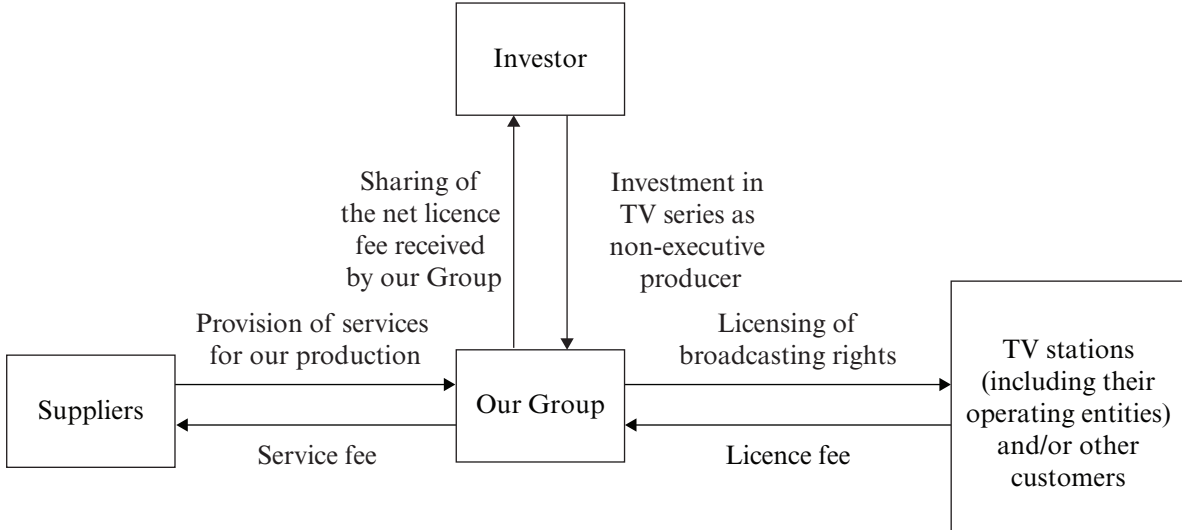 Investor
Sharing of
the net licence
fee received
by our Group
Investment in
TV series as
non-executive
producer
Provision of services
for our production
Licensing of
broadcasting rights
Suppliers
Our Group
TV stations
(including their
operating entities)
and/or other
customers
Service fee
Licence fee